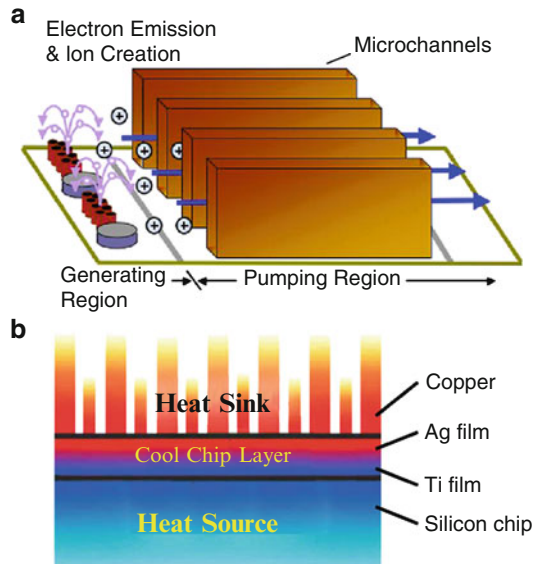 a
Electron Emission
& Ion Creation
Microchannels
+
+
+
+
+
+
+
+
Generating
Region
Pumping Region
b
Heat Sink
Cool Chip Layer
Heat Source
Copper
Ag film
Ti film
Silicon chip